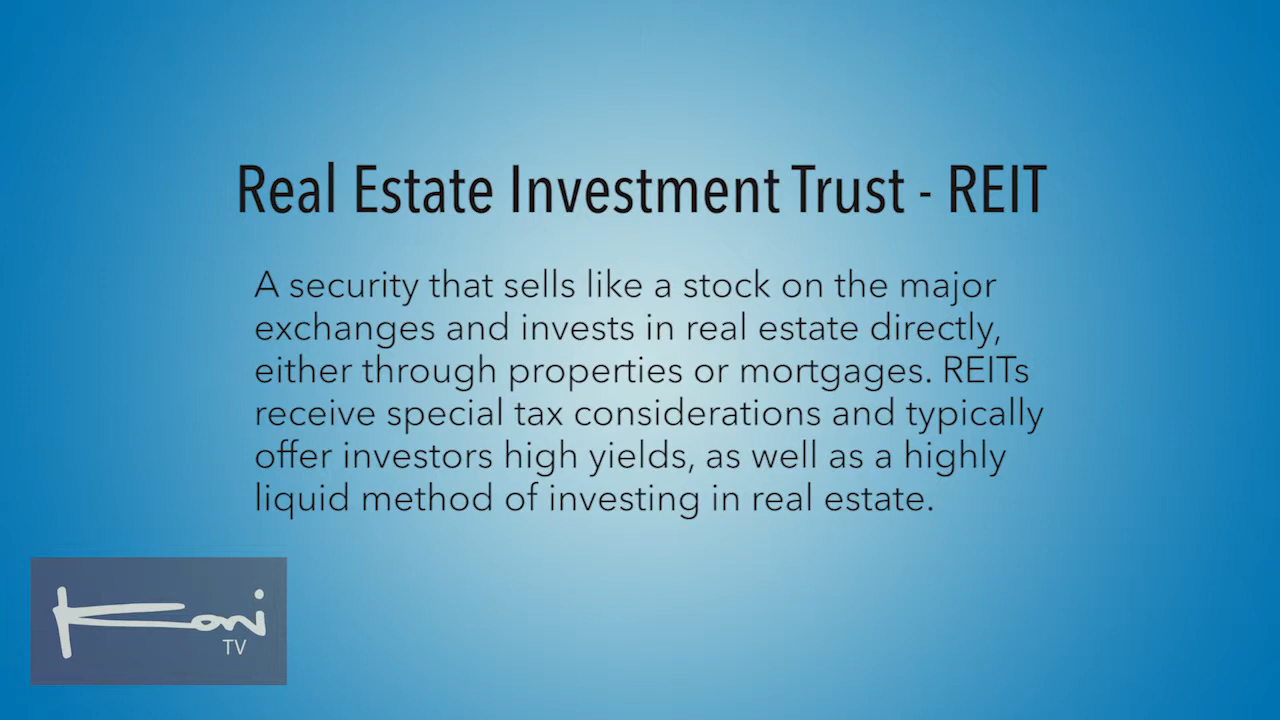 Real Estate Investment Trust - REIT
A security that sells like a stock on the major
exchanges and invests in real estate directly,
either through properties or mortgages. REITs
receive special tax considerations and typically
offer investors high yields, as well as a highly
liquid method of investing in real estate.
Koni
TV